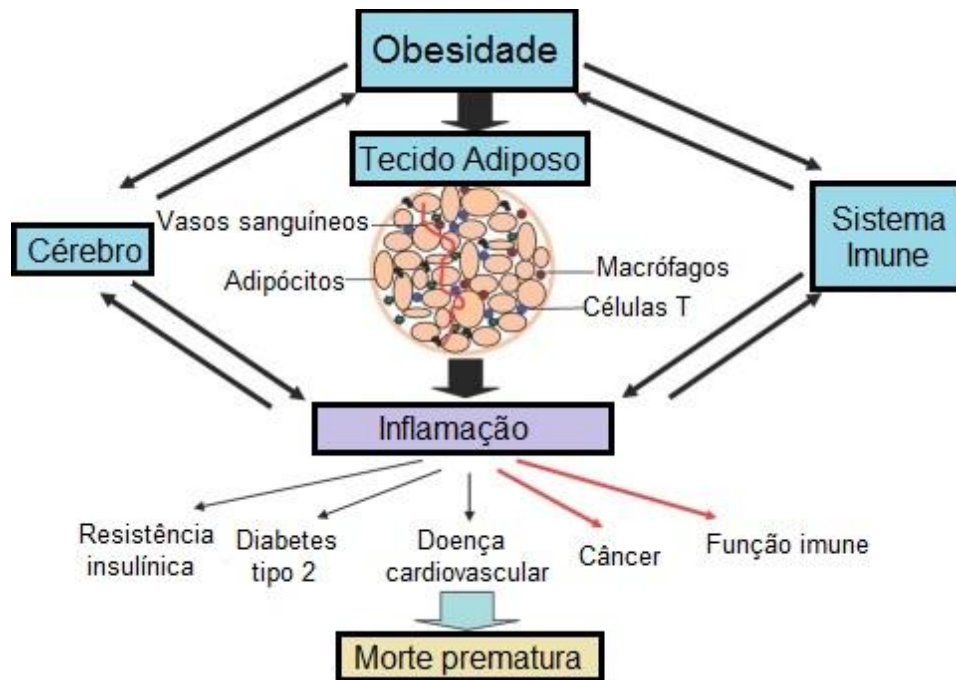 Obesidade
Tecido Adiposo
Vasos sanguíneos
Adipócitos
Macrófagos
Células T
Cérebro
Sistema
Imune
Inflamação
Resistência
insulínica
Diabetes
tipo 2
Doença
cardiovascular
Câncer
Função imune
Morte prematura